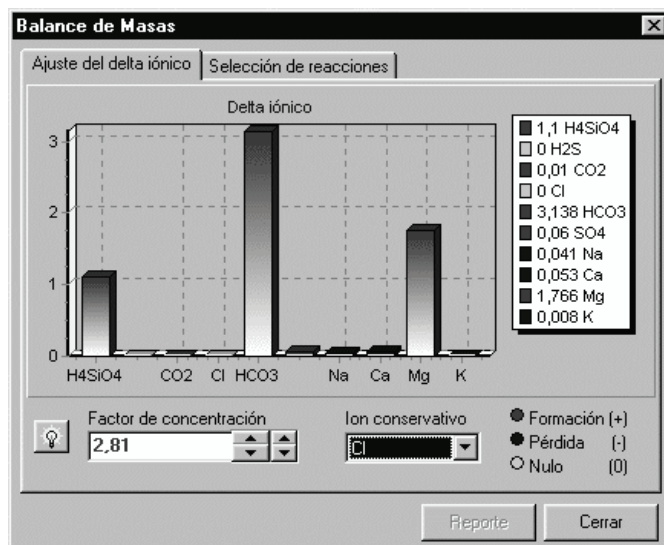 Balance de Masas
Ajuste del delta iónico
Selección de reacciones
Delta iónico
3
2
1
0
H4SiO4 CO2 Cl HCO3 Na Ca Mg K
1,1 H4SiO4
0 H2S
0,01 CO2
0 Cl
3,138 HCO3
0,06 SO4
0,041 Na
0,053 Ca
1,766 Mg
0,008 K
Factor de concentración
2,81
Ion conservativo
Cl
Formación (+)
Pérdida (-)
Nulo (0)
Reporte
Cerrar